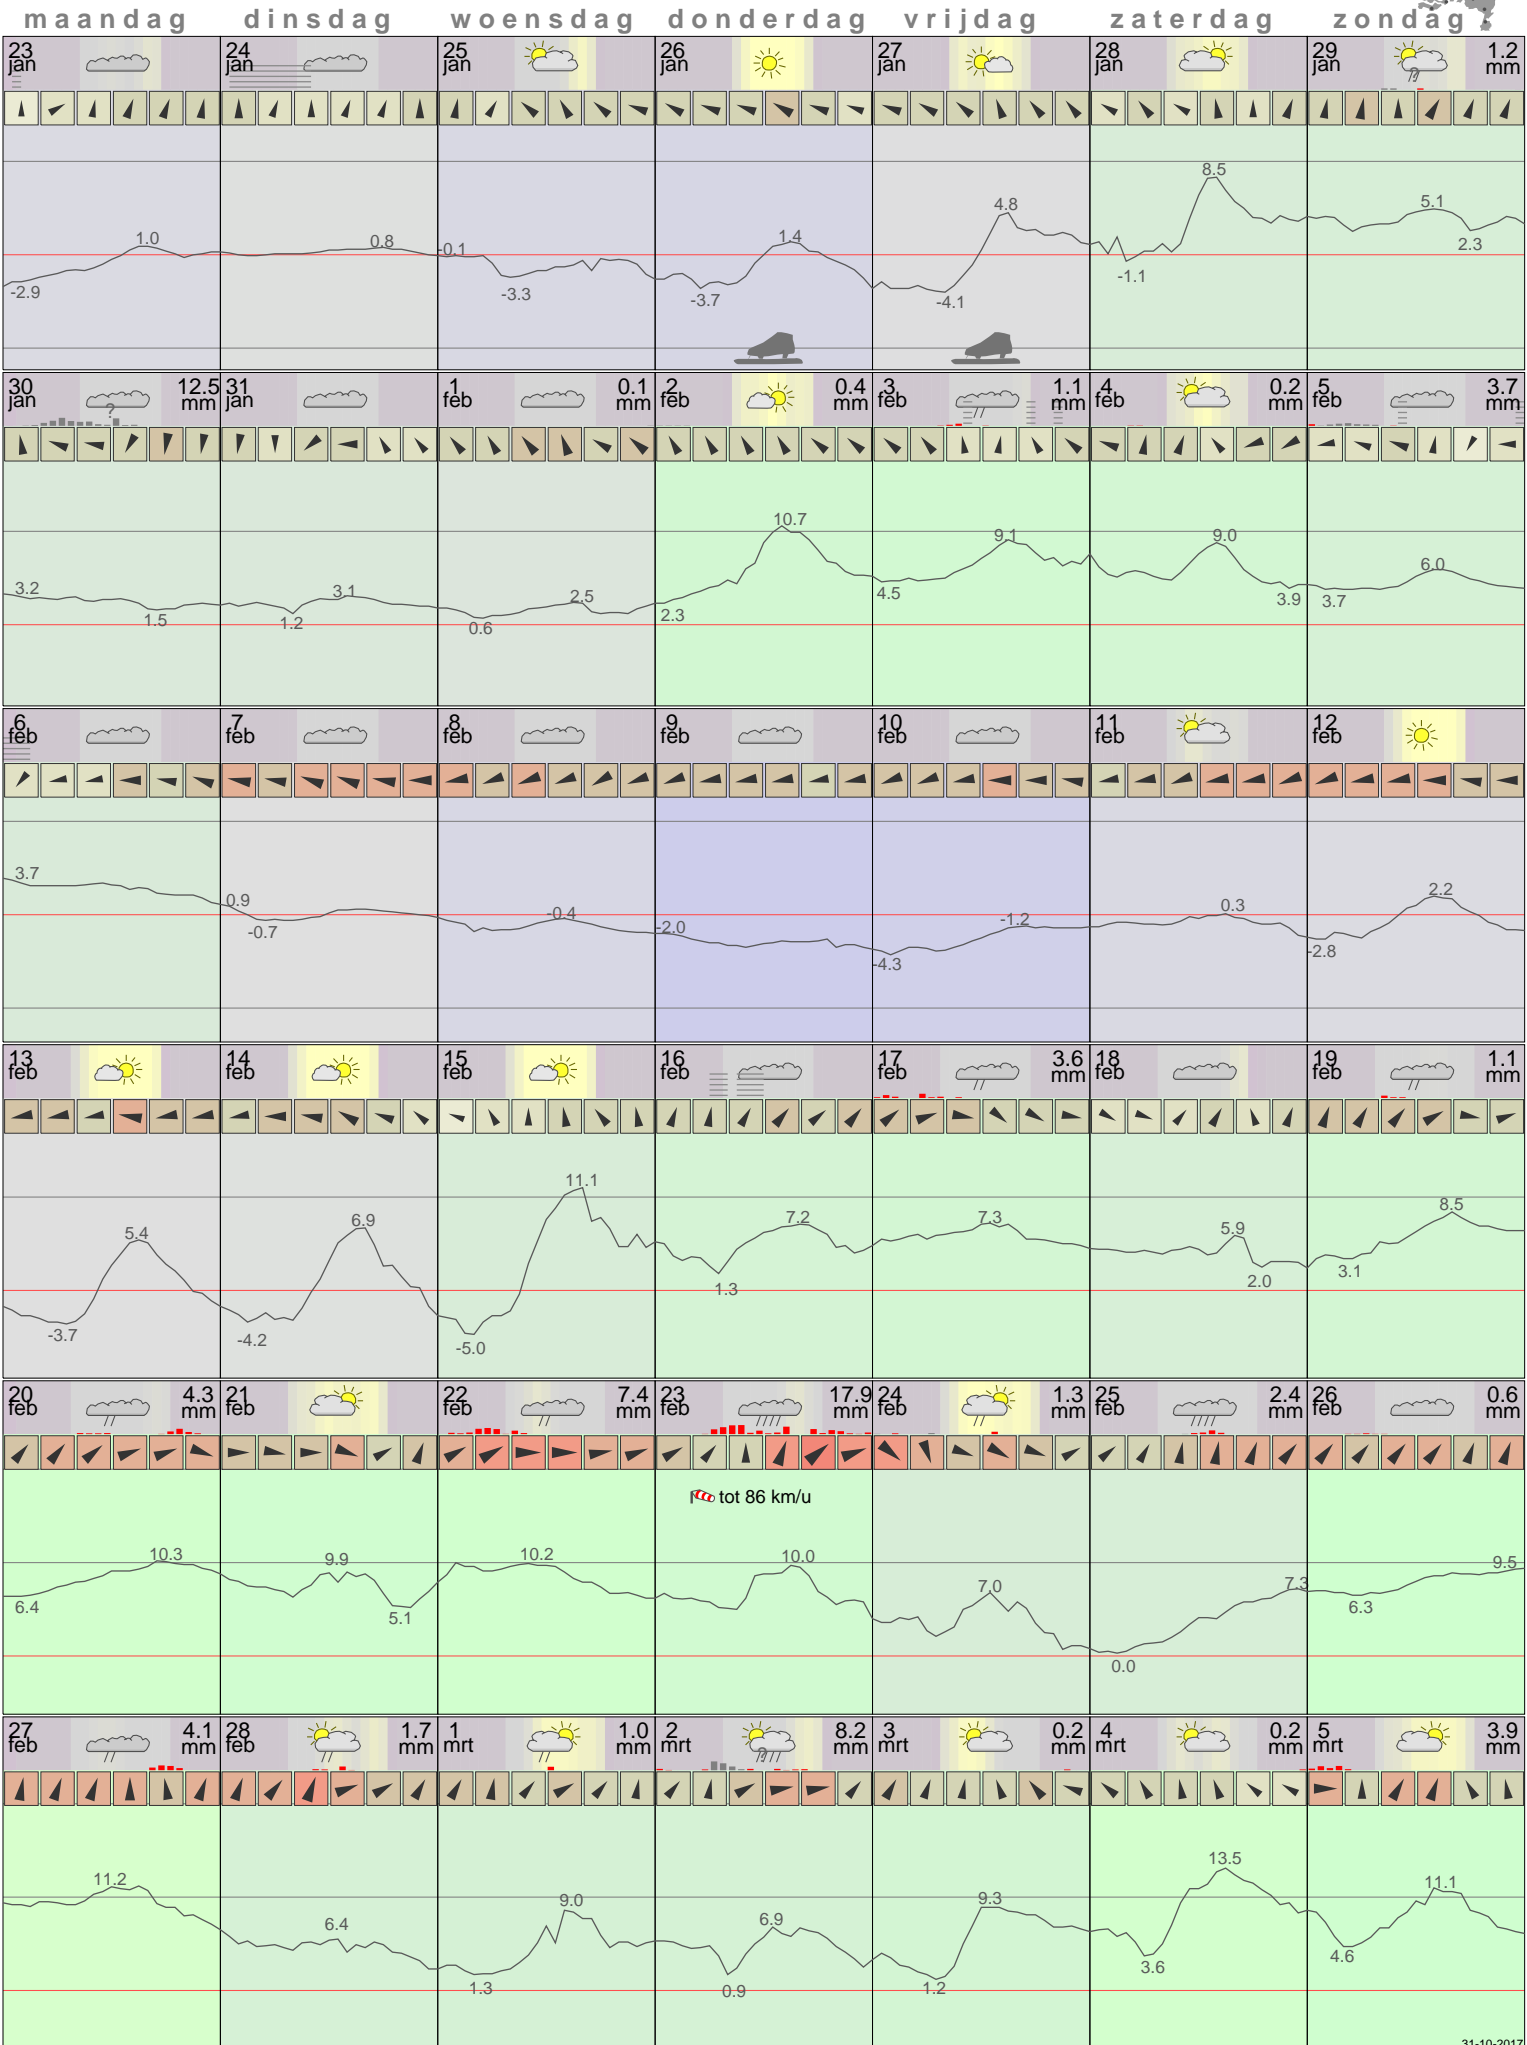 maandag dinsdag woensdag donderdag vrijdag zaterdag zondag
23 24 25 26 27 28 29 1.2
jan jan jan jan jan jan jan mm
?
1.0 0.8 -0.1 1.4 4.8 8.5 5.1
-2.9 -3.3 -3.7 -4.1 -1.1 2.3
30 12.5 31 1 0.1 2 0.4 3 1.1 4 0.2 5 3.7
jan mm jan feb mm feb mm feb mm feb mm feb mm
?
3.2 3.1 2.5 10.7 9.1 9.0 6.0
1.5 1.2 0.6 2.3 4.5 3.9 3.7
6 7 8 9 10 11 12
feb feb feb feb feb feb feb
3.7 0.9 -0.4 -2.0 -1.2 0.3 2.2
-0.7 -4.3 -2.8
13 14 15 16 17 3.6 18 19 1.1
feb feb feb feb feb mm feb feb mm
5.4 6.9 11.1 7.2 7.3 5.9 8.5
-3.7 -4.2 -5.0 1.3 2.0 3.1
20 4.3 21 22 7.4 23 17.9 24 1.3 25 2.4 26 0.6
feb mm feb feb mm feb mm feb mm feb mm feb mm
tot 86 km/u
10.3 9.9 10.2 10.0 7.0 7.3 9.5
6.4 5.1 0.0 6.3
27 4.1 28 1.7 1 1.0 2 8.2 3 0.2 4 0.2 5 3.9
feb mm feb mm mrt mm mrt mm mrt mm mrt mm mrt mm
?
11.2 6.4 9.0 6.9 9.3 13.5 11.1
1.3 0.9 1.2 3.6 4.6
31-10-2017